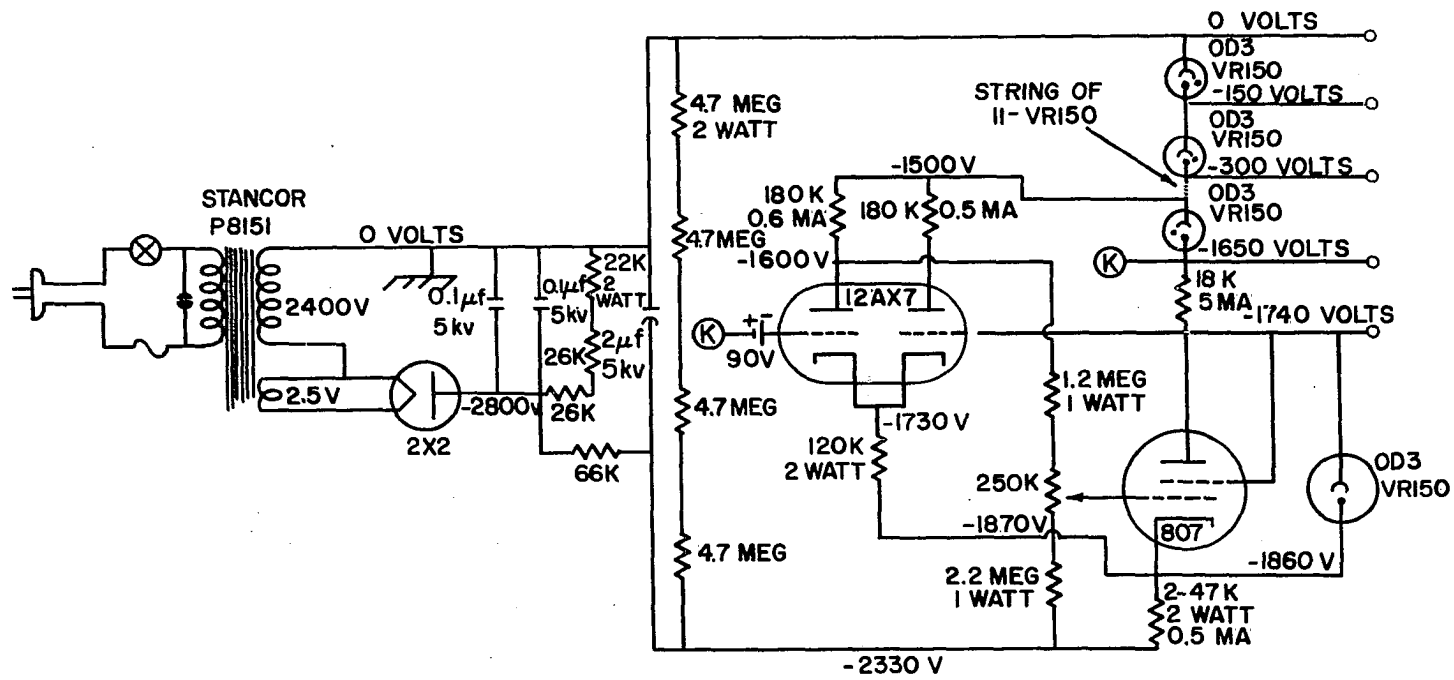 0 VOLTS
OD3
VR150
-150 VOLTS
STRING OF
11-VR150
OD3
VR150
-300 VOLTS
OD3
VR150
-1650 VOLTS
K
18 K
5 MA
-1740 VOLTS
4.7 MEG
2 WATT
4.7 MEG
4.7 MEG
4.7 MEG
-1500 V
180 K
0.6 MA
180 K
0.5 MA
-1600V
12AX7
K
+-
90V
-1730 V
120K
2 WATT
1.2 MEG
1 WATT
250K
-1870V
2.2 MEG
1 WATT
807
OD3
VR150
-1860 V
2-47K
2 WATT
0.5 MA
-2330 V
STANCOR
P8151
0 VOLTS
2400V
2.5V
0.1µf
5kv
0.1µf
5kv
22K
2
WATT
2µf
5kv
26K
-2800v
26K
2X2
66K